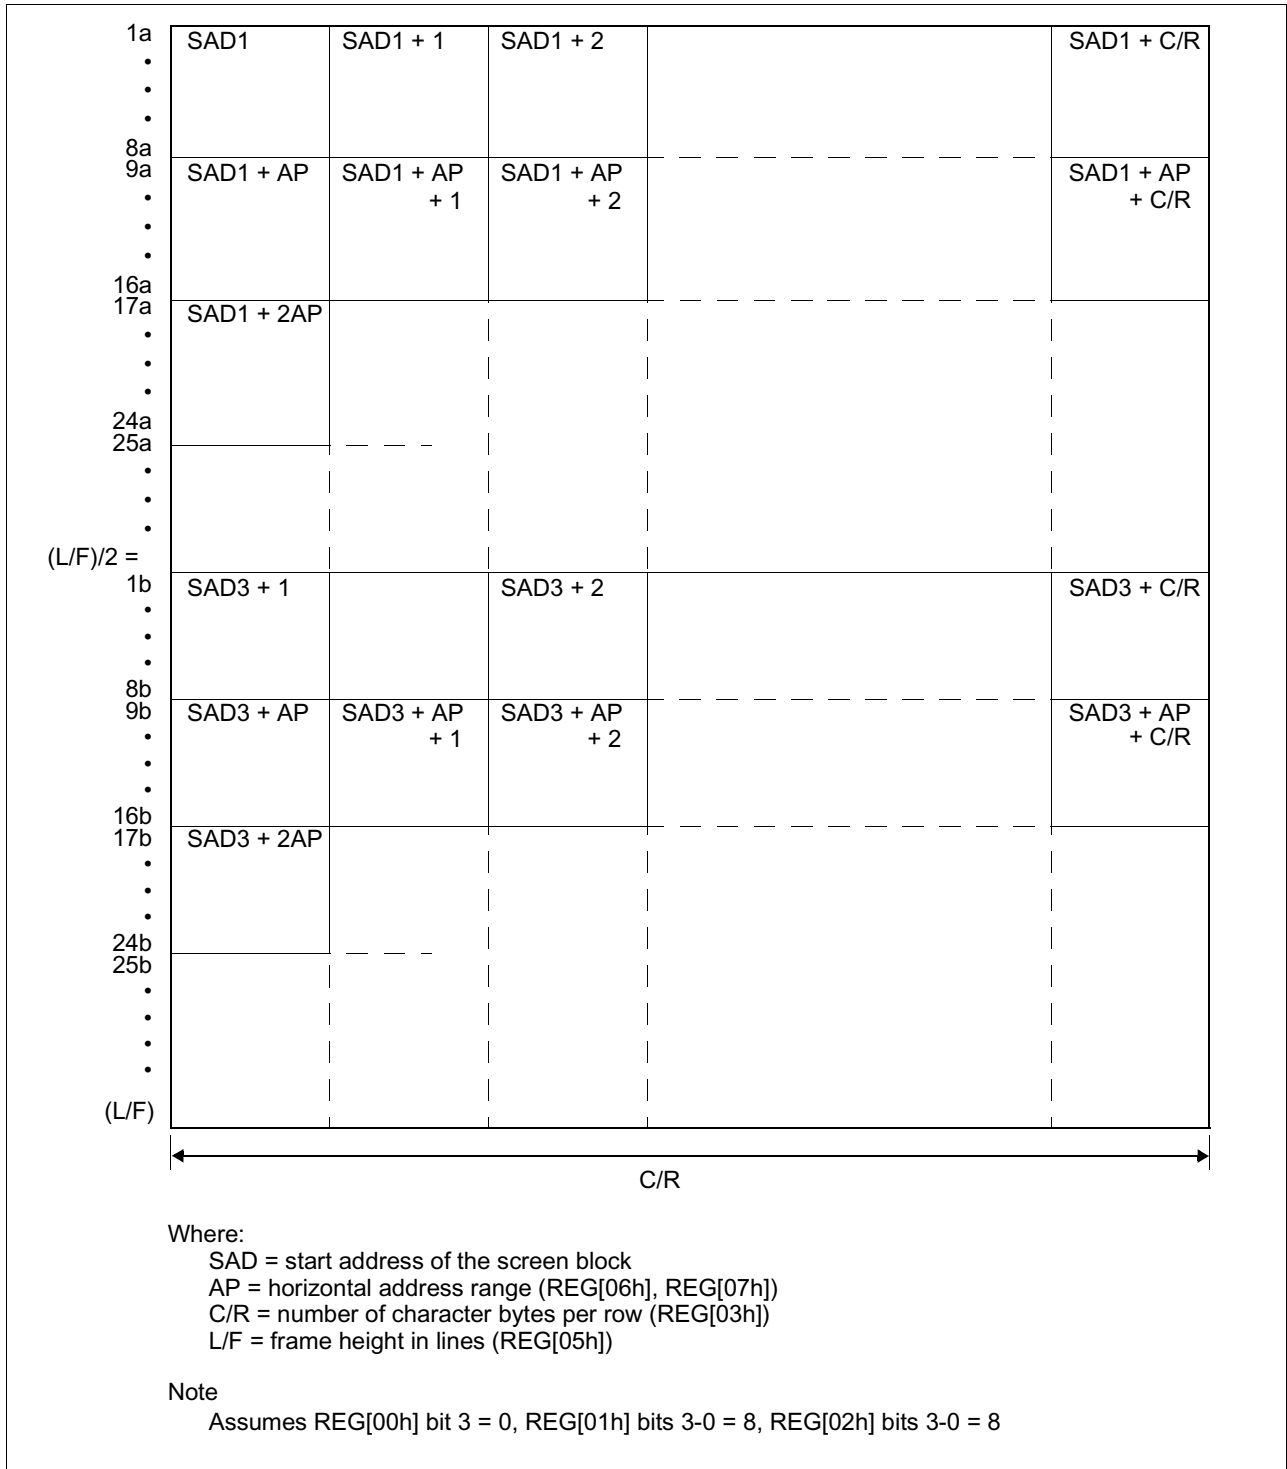 1a SAD1 SAD1 + 1 SAD1 + 2 SAD1 + C/R
•
•
•
8a
9a SAD1 + AP SAD1 + AP SAD1 + AP SAD1 + AP
• + 1 + 2 + C/R
•
•
16a
17a SAD1 + 2AP
•
•
•
24a
25a
•
•
•
(L/F)/2 =
1b SAD3 + 1 SAD3 + 2 SAD3 + C/R
•
•
•
8b
9b SAD3 + AP SAD3 + AP SAD3 + AP SAD3 + AP
• + 1 + 2 + C/R
•
•
16b
17b SAD3 + 2AP
•
•
•
24b
25b
•
•
•
•
(L/F)
C/R
Where:
SAD = start address of the screen block
AP = horizontal address range (REG[06h], REG[07h])
C/R = number of character bytes per row (REG[03h])
L/F = frame height in lines (REG[05h])
Note
Assumes REG[00h] bit 3 = 0, REG[01h] bits 3-0 = 8, REG[02h] bits 3-0 = 8